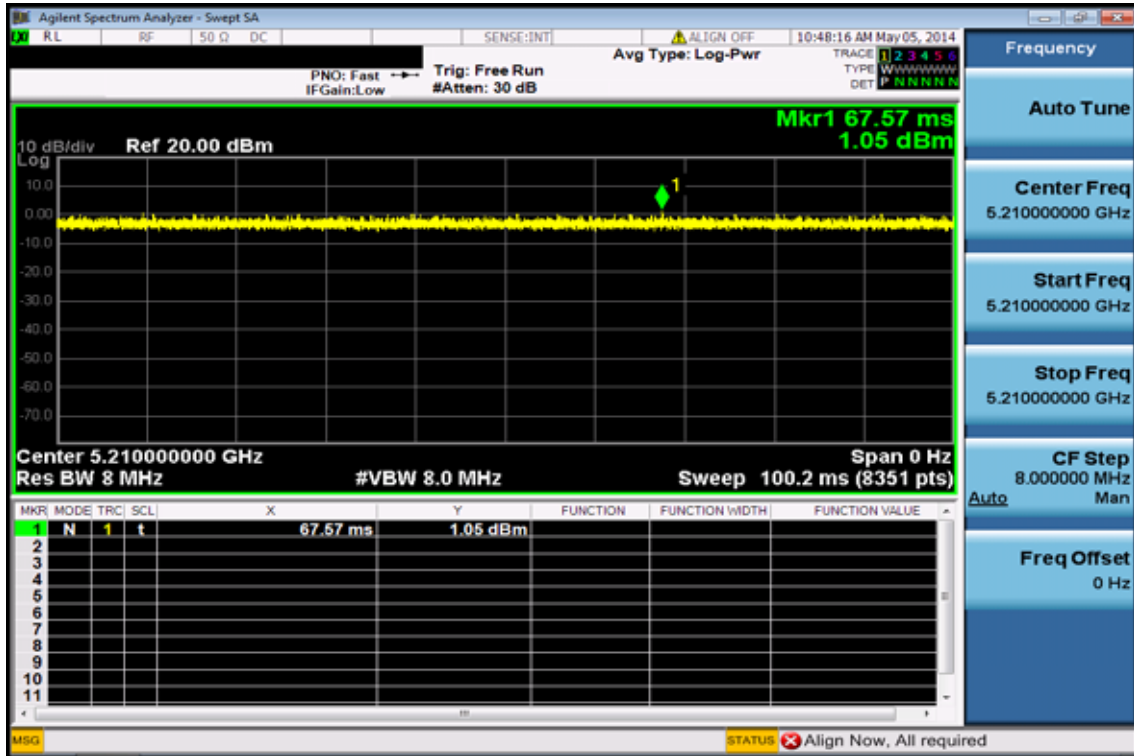 Agilent Spectrum Analyzer - Swept SA
RL RF 50 Ω DC SENSE:INT ALIGN OFF 10:48:16 AM May 05, 2014
Avg Type: Log-Pwr TRACE 1 2 3 4 5 6
PNO: Fast Trig: Free Run TYPE WWWWWW
IFGain:Low #Atten: 30 dB DET P N N N N N
Mkr1 67.57 ms
1.05 dBm
10 dB/div Ref 20.00 dBm
Log
10.0
0.00
-10.0
-20.0
-30.0
-40.0
-50.0
-60.0
-70.0
1
Center 5.210000000 GHz Span 0 Hz
Res BW 8 MHz #VBW 8.0 MHz Sweep 100.2 ms (8351 pts)
MKR MODE TRC SCL X Y FUNCTION FUNCTION WIDTH FUNCTION VALUE
1 N 1 t 67.57 ms 1.05 dBm
2
3
4
5
6
7
8
9
10
11
MSG STATUS Align Now, All required
Frequency
Auto Tune
Center Freq
5.210000000 GHz
Start Freq
5.210000000 GHz
Stop Freq
5.210000000 GHz
CF Step
8.000000 MHz
Auto Man
Freq Offset
0 Hz